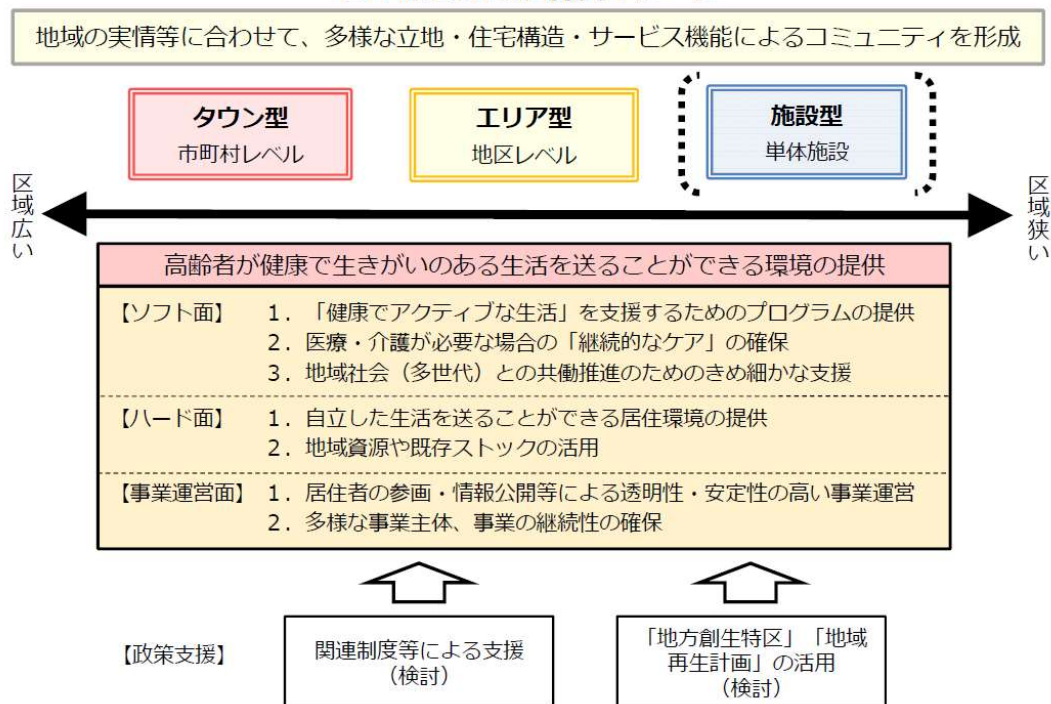 地域の実情等に合わせて、多様な立地・住宅構造・サービス機能によるコミュニティを形成
タウン型
市町村レベル
エリア型
地区レベル
施設型
単体施設
区域広い
区域狭い
高齢者が健康で生きがいのある生活を送ることができる環境の提供
【ソフト面】 1．「健康でアクティブな生活」を支援するためのプログラムの提供
2．医療・介護が必要な場合の「継続的なケア」の確保
3．地域社会（多世代）との共働推進のためのきめ細かな支援
【ハード面】 1．自立した生活を送ることができる居住環境の提供
2．地域資源や既存ストックの活用
【事業運営面】 1．居住者の参画・情報公開等による透明性・安定性の高い事業運営
2．多様な事業主体、事業の継続性の確保
【政策支援】
関連制度等による支援
（検討）
「地方創生特区」「地域
再生計画」の活用
（検討）